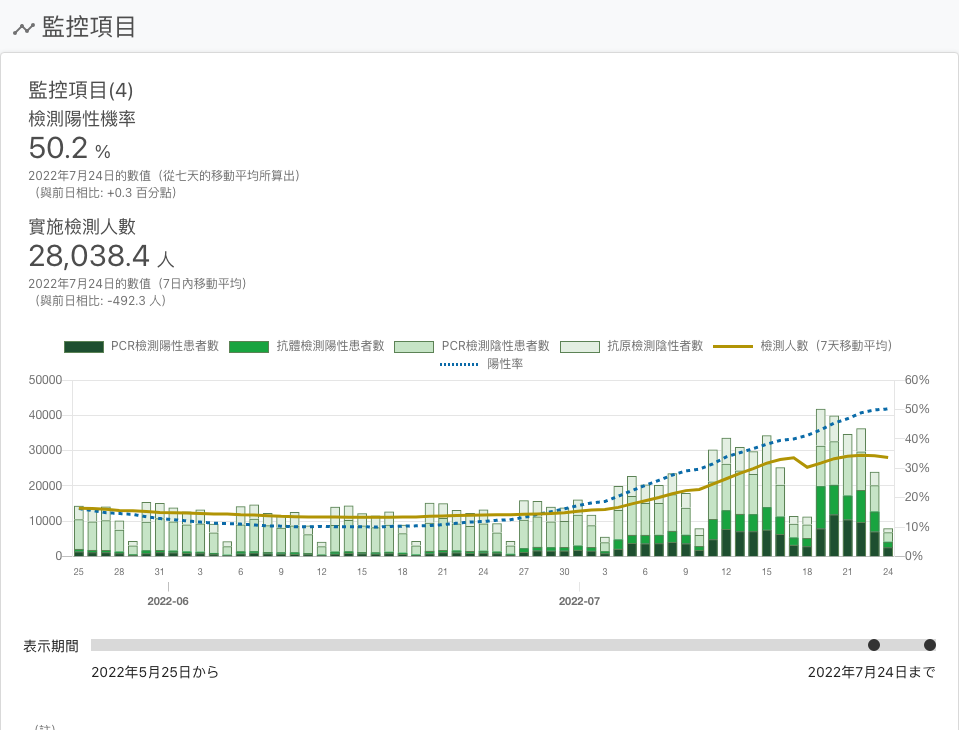 監控項目
監控項目(4)
檢測陽性機率
50.2 %
2022年7月24日的數值（從七天的移動平均所算出）
（與前日相比: +0.3 百分點）
實施檢測人數
28,038.4 人
2022年7月24日的數值（7日內移動平均）
（與前日相比: -492.3 人）
PCR檢測陽性患者數 抗體檢測陽性患者數 PCR檢測陰性患者數 抗原檢測陰性者數 檢測人數（7天移動平均）
陽性率
50000 60%
50%
40000
40%
30000
30%
20000
20%
10000
10%
0 0%
25 28 31 3 6 9 12 15 18 21 24 27 30 3 6 9 12 15 18 21 24
2022-06 2022-07
表示期間
2022年5月25日から 2022年7月24日まで
（註）